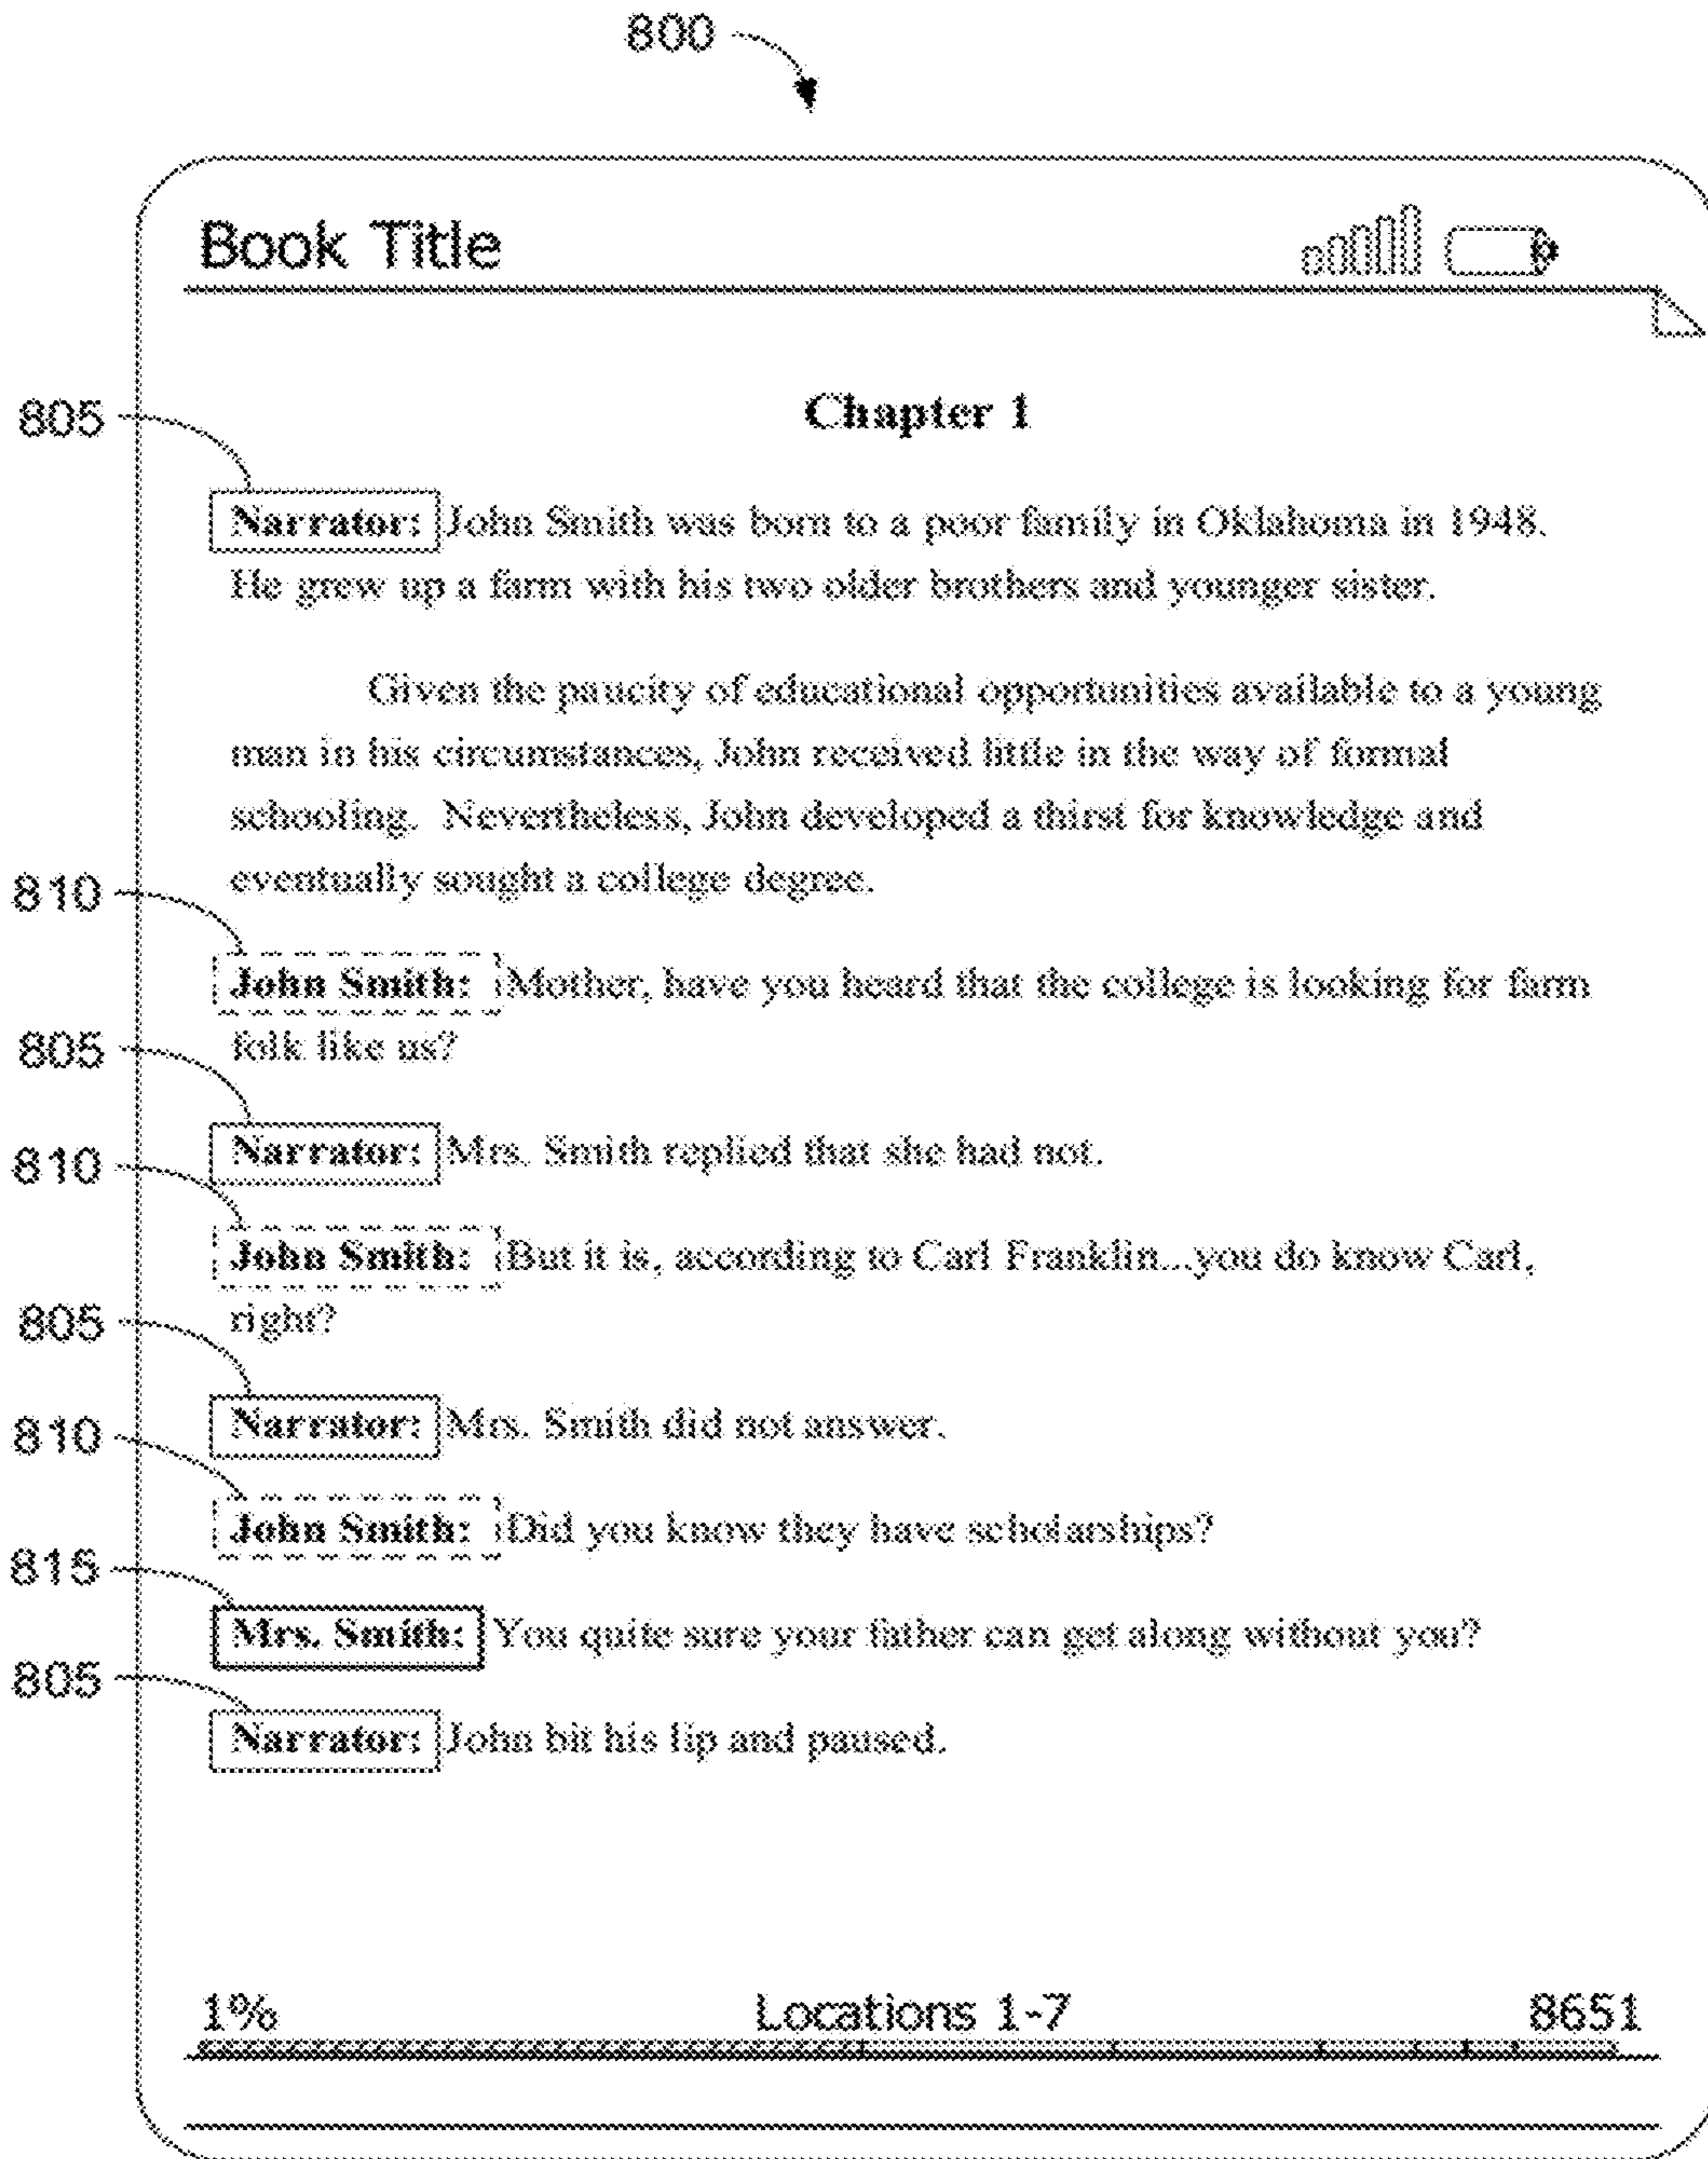 800
Book Title
Chapter 1
805
Narrator: John Smith was born to a poor family in Oklahoma in 1948.
He grew up a farm with his two older brothers and younger sister.
Given the paucity of educational opportunities available to a young
man in his circumstances, John received little in the way of formal
schooling. Nevertheless, John developed a thirst for knowledge and
eventually sought a college degree.
810
John Smith: Mother, have you heard that the college is looking for farm
folk like us?
805
Narrator: Mrs. Smith replied that she had not.
810
John Smith: But it is, according to Carl Franklin...you do know Carl,
right?
805
Narrator: Mrs. Smith did not answer.
810
John Smith: Did you know they have scholarships?
815
Mrs. Smith: You quite sure your father can get along without you?
805
Narrator: John bit his lip and paused.
1% Locations 1-7 8651